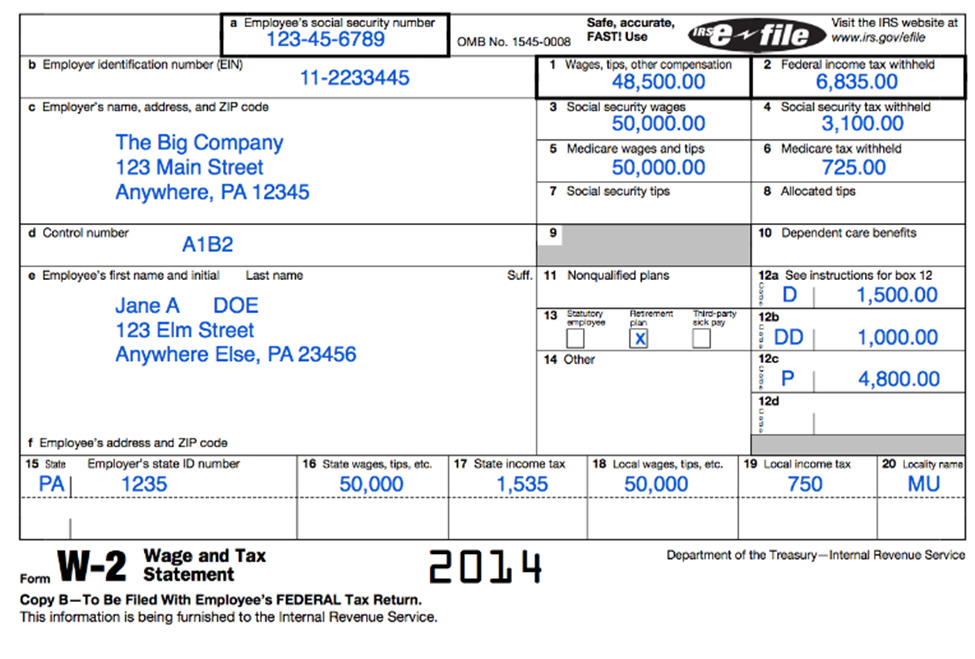 a Employee's social security number
123-45-6789
OMB No. 1545-0008
Safe, accurate,
FAST! Use
IRS e~file
Visit the IRS website at
www.irs.gov/efile
b Employer identification number (EIN)
11-2233445
1 Wages, tips, other compensation
48,500.00
2 Federal income tax withheld
6,835.00
c Employer's name, address, and ZIP code
The Big Company
123 Main Street
Anywhere, PA 12345
3 Social security wages
50,000.00
4 Social security tax withheld
3,100.00
5 Medicare wages and tips
50,000.00
6 Medicare tax withheld
725.00
7 Social security tips
8 Allocated tips
d Control number
A1B2
9
10 Dependent care benefits
e Employee's first name and initial Last name Suff.
Jane A DOE
123 Elm Street
Anywhere Else, PA 23456
f Employee's address and ZIP code
11 Nonqualified plans
12a See instructions for box 12
Code D 1,500.00
13 Statutory employee Retirement plan Third-party sick pay
X
12b
Code DD 1,000.00
14 Other
12c
Code P 4,800.00
12d
Code
15 State Employer's state ID number
PA 1235
16 State wages, tips, etc.
50,000
17 State income tax
1,535
18 Local wages, tips, etc.
50,000
19 Local income tax
750
20 Locality name
MU
Form W-2 Wage and Tax
Statement
2014
Department of the Treasury—Internal Revenue Service
Copy B—To Be Filed With Employee's FEDERAL Tax Return.
This information is being furnished to the Internal Revenue Service.